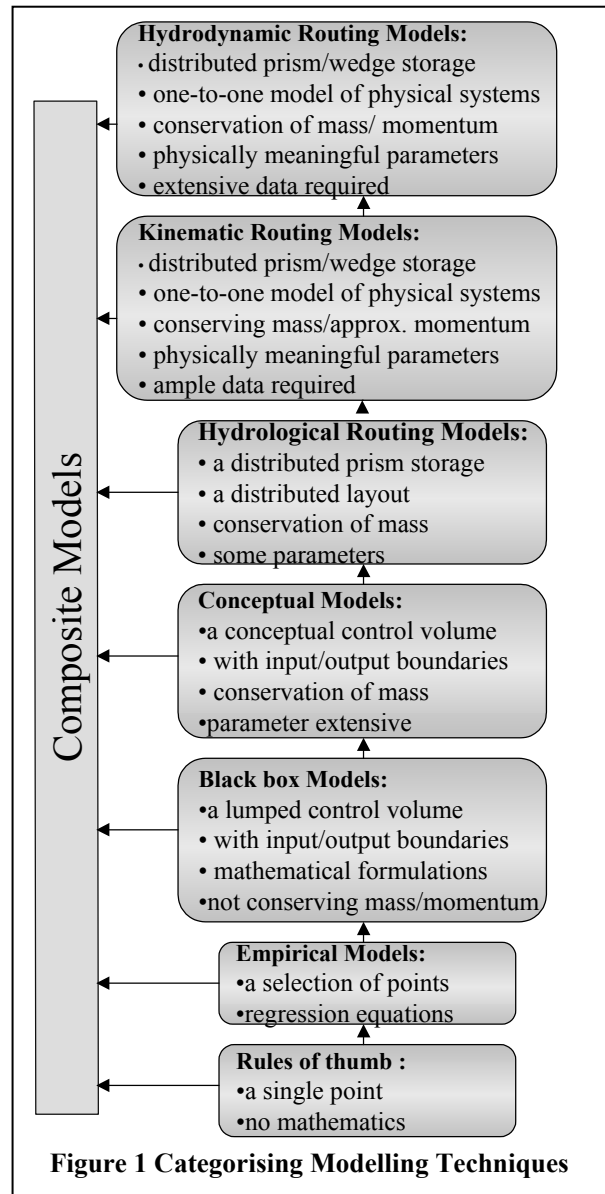 Hydrodynamic Routing Models:
• distributed prism/wedge storage
• one-to-one model of physical systems
• conservation of mass/ momentum
• physically meaningful parameters
• extensive data required
Kinematic Routing Models:
• distributed prism/wedge storage
• one-to-one model of physical systems
• conserving mass/approx. momentum
• physically meaningful parameters
• ample data required
Hydrological Routing Models:
• a distributed prism storage
• a distributed layout
• conservation of mass
• some parameters
Conceptual Models:
•a conceptual control volume
• with input/output boundaries
• conservation of mass
•parameter extensive
Black box Models:
•a lumped control volume
• with input/output boundaries
• mathematical formulations
•not conserving mass/momentum
Empirical Models:
•a selection of points
•regression equations
Rules of thumb :
•a single point
•no mathematics
Composite Models
Figure 1 Categorising Modelling Techniques